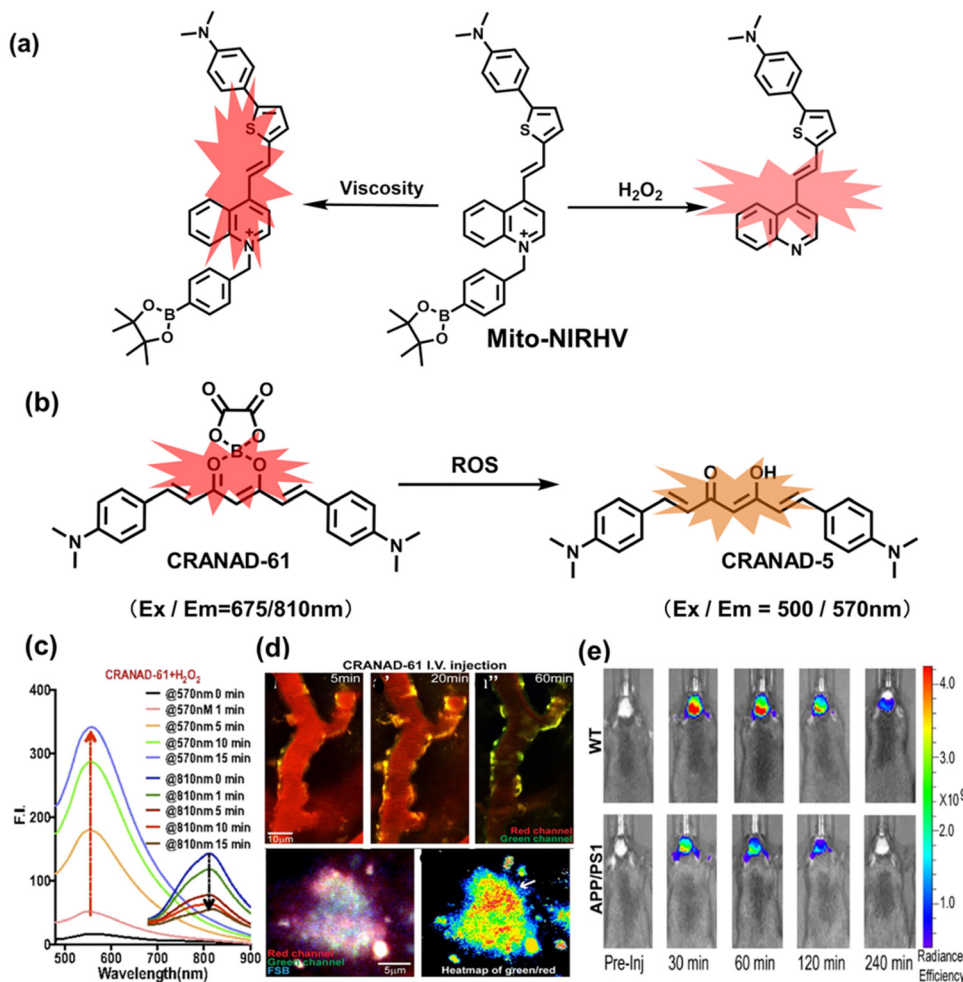 (a)
N
S
N
+
O
B
O
Viscosity
N
S
N
+
O
B
O
Mito-NIRHV
H₂O₂
N
S
N
(b)
O
O
O
O
B
O
O
N
N
CRANAD-61
（Ex / Em=675/810nm）
ROS
O
OH
N
N
CRANAD-5
（Ex / Em = 500 / 570nm）
(c)
CRANAD-61+H₂O₂
@570nm 0 min
@570nM 1 min
@570nm 5 min
@570nm 10 min
@570nm 15 min
@810nm 0 min
@810nm 1 min
@810nm 5 min
@810nm 10 min
@810nm 15 min
F.I.
400
300
200
100
0
500
600
700
800
900
Wavelength(nm)
(d)
CRANAD-61 I.V. injection
5min
20min
60min
10μm
Red channel
Green channel
Red channer
Green channel
FSB
5μm
Heatmap of green/red
(e)
WT
APP/PS1
Pre-Inj
30 min
60 min
120 min
240 min
4.0
3.0
2.0
X10⁹
1.0
Radiance
Efficiency